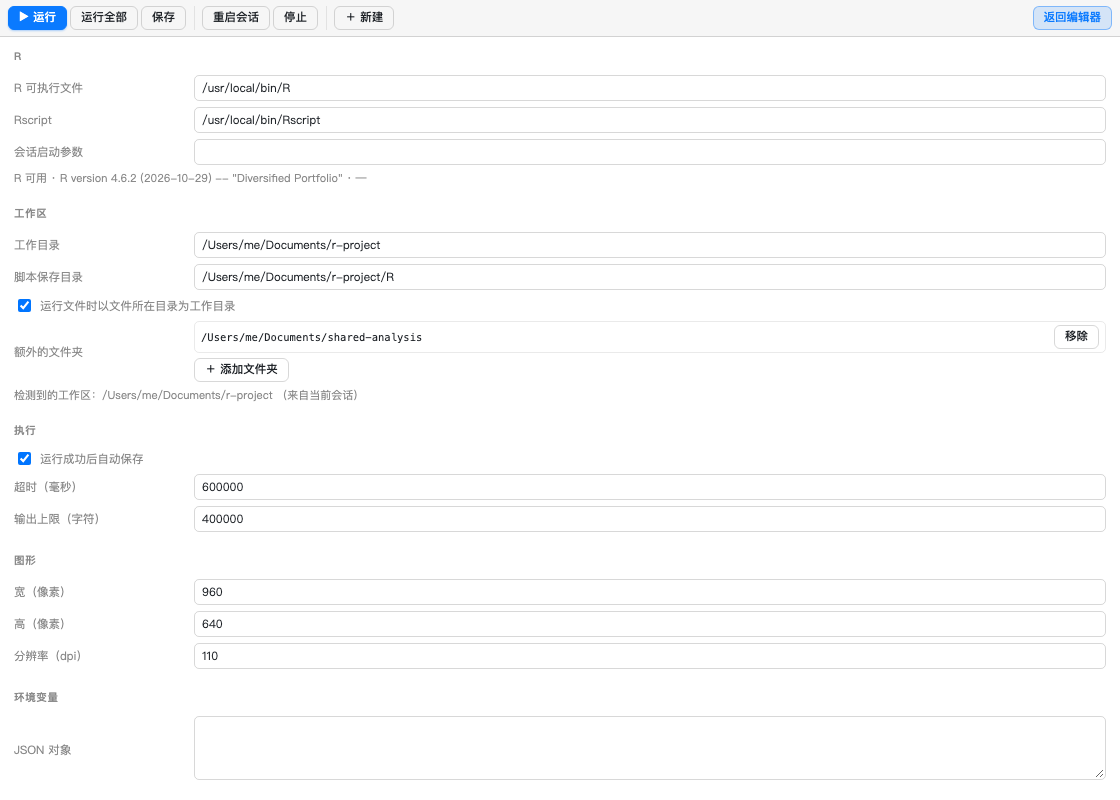 ▶ 运行 运行全部 保存 重启会话 停止 ＋ 新建 返回编辑器
R
R 可执行文件 /usr/local/bin/R
Rscript /usr/local/bin/Rscript
会话启动参数
R 可用 · R version 4.6.2 (2026-10-29) -- "Diversified Portfolio" · —
工作区
工作目录 /Users/me/Documents/r-project
脚本保存目录 /Users/me/Documents/r-project/R
运行文件时以文件所在目录为工作目录
额外的文件夹 /Users/me/Documents/shared-analysis 移除
＋ 添加文件夹
检测到的工作区：/Users/me/Documents/r-project （来自当前会话）
执行
运行成功后自动保存
超时（毫秒） 600000
输出上限（字符） 400000
图形
宽（像素） 960
高（像素） 640
分辨率（dpi） 110
环境变量
JSON 对象